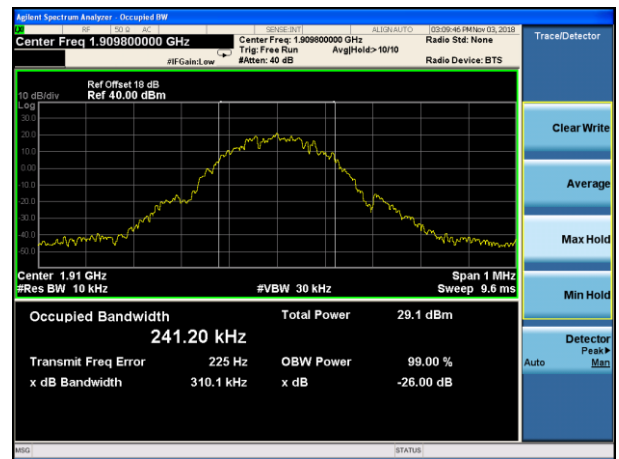 Agilent Spectrum Analyzer - Occupied BW
RF 50 Ω AC SENSE:INT ALIGNAUTO 03:09:46 PM Nov 03, 2018
Center Freq 1.909800000 GHz Center Freq: 1.909800000 GHz Radio Std: None
Trig: Free Run Avg|Hold:>10/10
#IFGain:Low #Atten: 40 dB Radio Device: BTS
Trace/Detector
Ref Offset 18 dB
10 dB/div Ref 40.00 dBm
Log
30.0
20.0
10.0
0.00
-10.0
-20.0
-30.0
-40.0
-50.0
Center 1.91 GHz Span 1 MHz
#Res BW 10 kHz #VBW 30 kHz Sweep 9.6 ms
Occupied Bandwidth Total Power 29.1 dBm
241.20 kHz
Transmit Freq Error 225 Hz OBW Power 99.00 %
x dB Bandwidth 310.1 kHz x dB -26.00 dB
Clear Write
Average
Max Hold
Min Hold
Detector
Peak▶
Auto Man
MSG STATUS